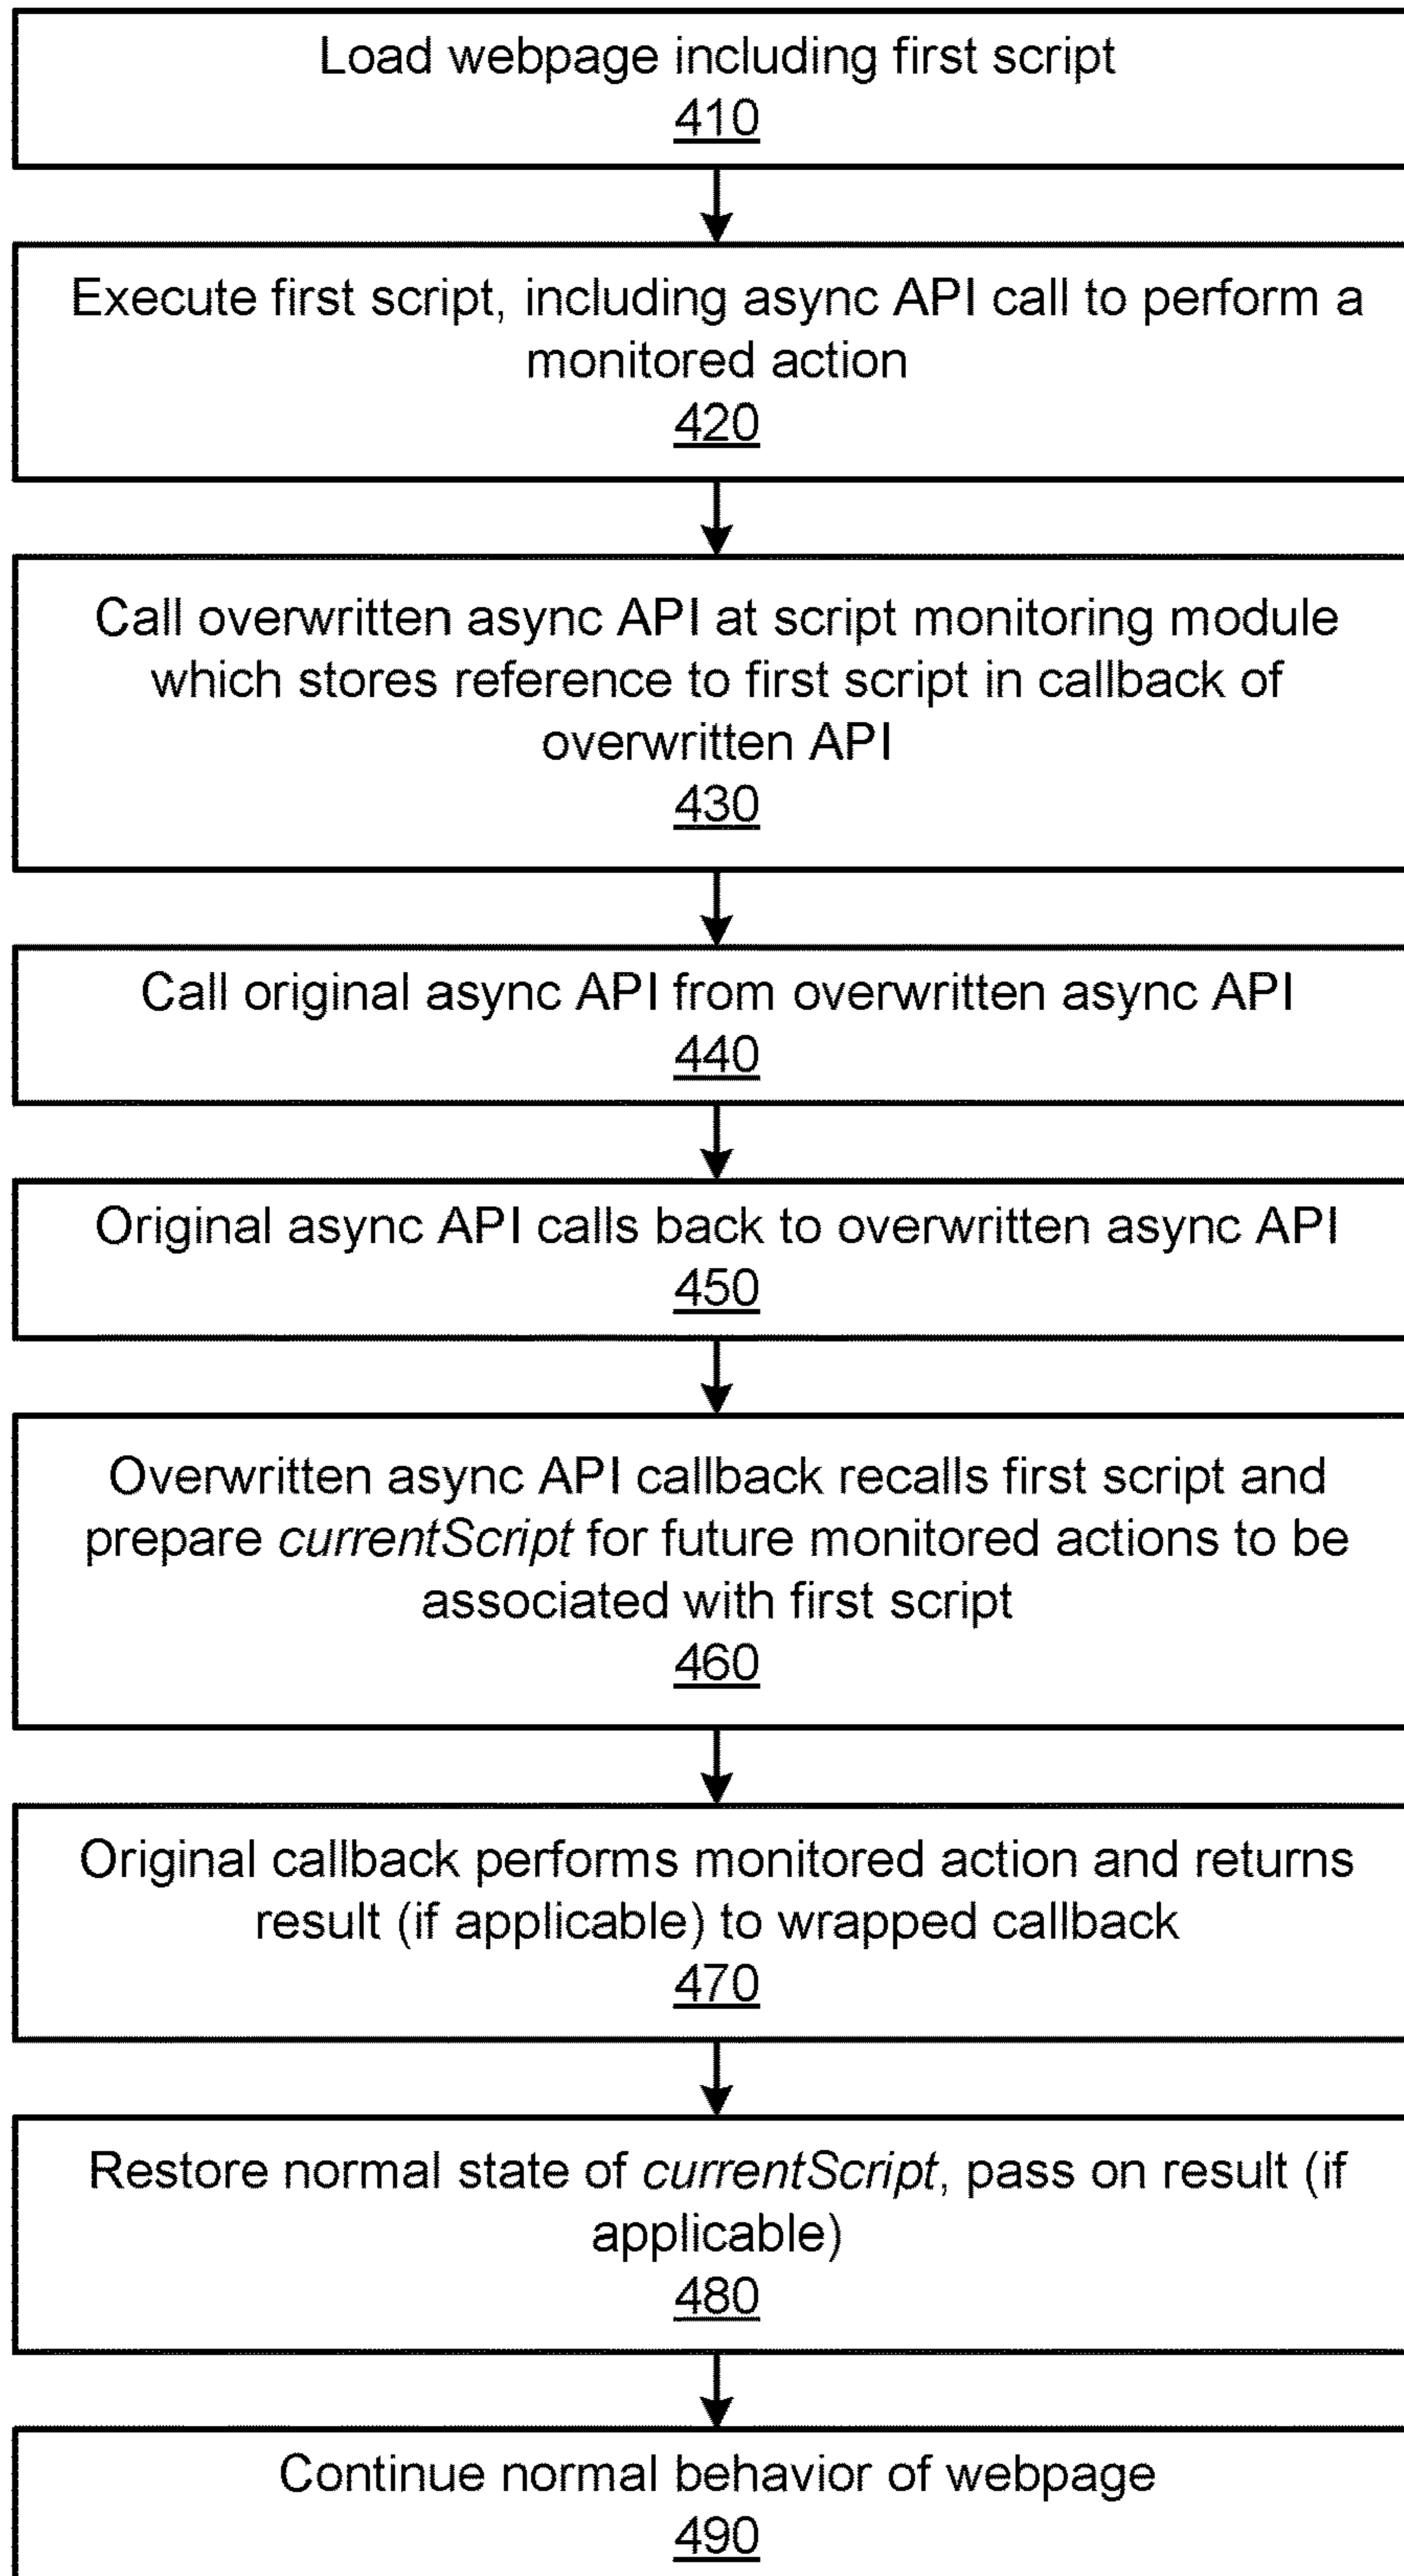 Load webpage including first script
410
Execute first script, including async API call to perform a
monitored action
420
Call overwritten async API at script monitoring module
which stores reference to first script in callback of
overwritten API
430
Call original async API from overwritten async API
440
Original async API calls back to overwritten async API
450
Overwritten async API callback recalls first script and
prepare currentScript for future monitored actions to be
associated with first script
460
Original callback performs monitored action and returns
result (if applicable) to wrapped callback
470
Restore normal state of currentScript, pass on result (if
applicable)
480
Continue normal behavior of webpage
490